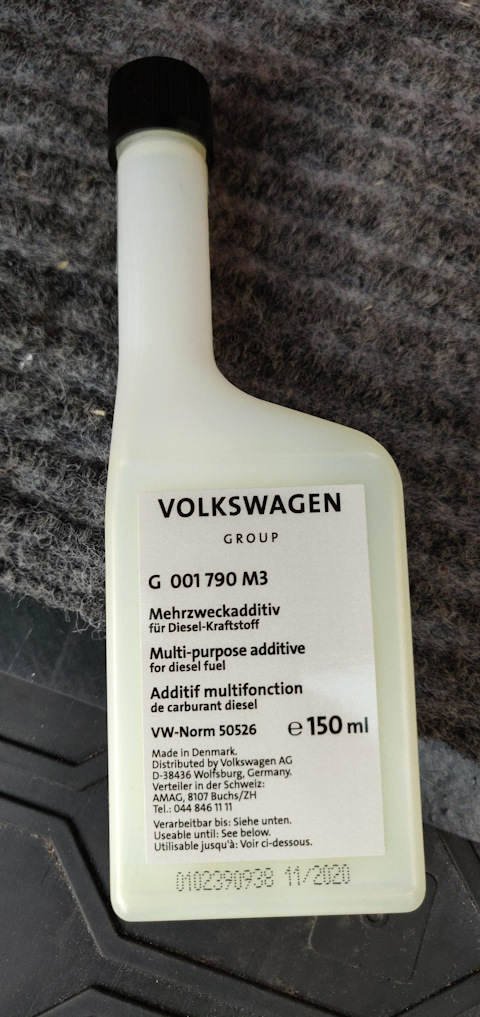 VOLKSWAGEN
GROUP
G 001 790 M3
Mehrzweckadditiv
für Diesel-Kraftstoff
Multi-purpose additive
for diesel fuel
Additif multifonction
de carburant diesel
VW-Norm 50526 ℮ 150 ml
Made in Denmark.
Distributed by Volkswagen AG
D-38436 Wolfsburg, Germany.
Verteiler in der Schweiz:
AMAG, 8107 Buchs/ZH
Tel.: 044 846 11 11
Verarbeitbar bis: Siehe unten.
Useable until: See below.
Utilisable jusqu'à: Voir ci-dessous.
0102390938 11/2020